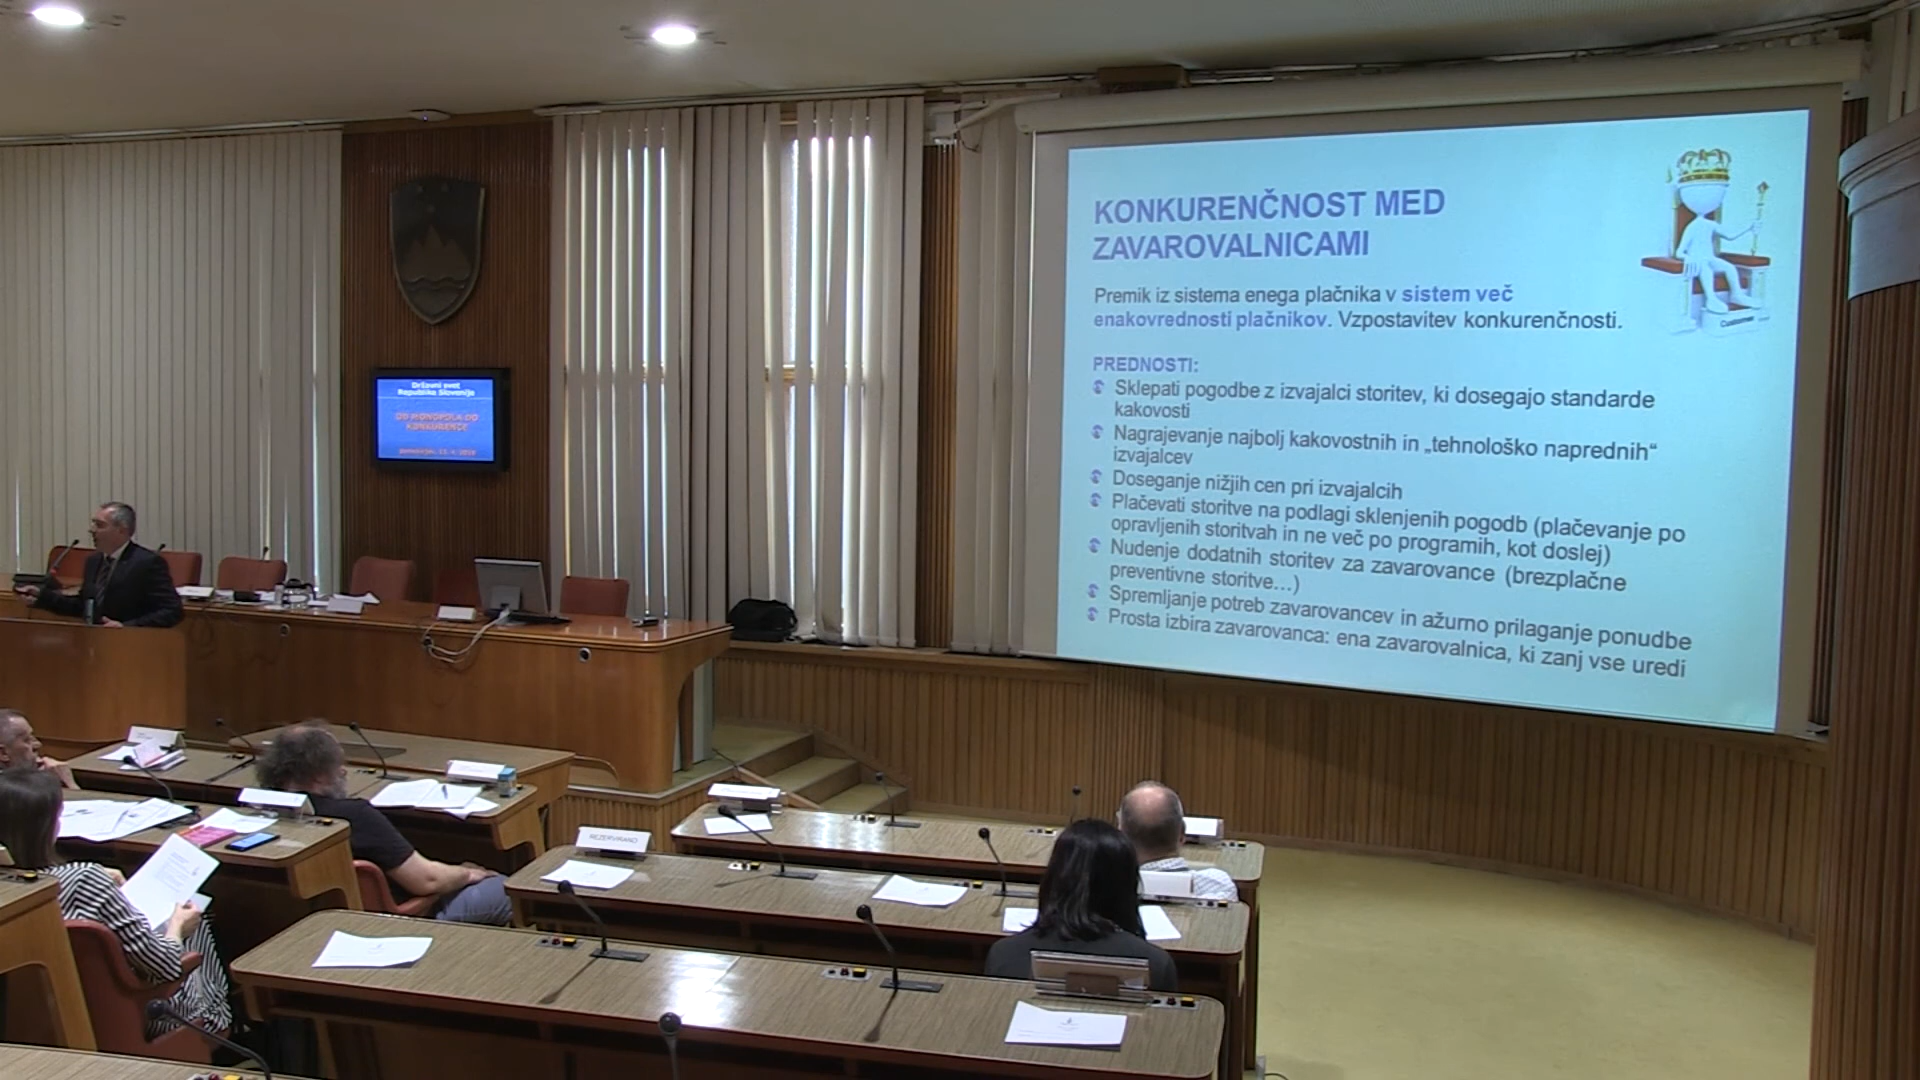 Državni svet
Republike Slovenije
OD MONOPOLA DO
KONKURENCE
KONKURENČNOST MED
ZAVAROVALNICAMI
Premik iz sistema enega plačnika v sistem več
enakovrednosti plačnikov. Vzpostavitev konkurenčnosti.
PREDNOSTI:
Sklepati pogodbe z izvajalci storitev, ki dosegajo standarde
kakovosti
Nagrajevanje najbolj kakovostnih in „tehnološko naprednih“
izvajalcev
Doseganje nižjih cen pri izvajalcih
Plačevati storitve na podlagi sklenjenih pogodb (plačevanje po
opravljenih storitvah in ne več po programih, kot doslej)
Nudenje dodatnih storitev za zavarovance (brezplačne
preventivne storitve…)
Spremljanje potreb zavarovancev in ažurno prilaganje ponudbe
Prosta izbira zavarovanca: ena zavarovalnica, ki zanj vse uredi
Customer
REZERVIRANO